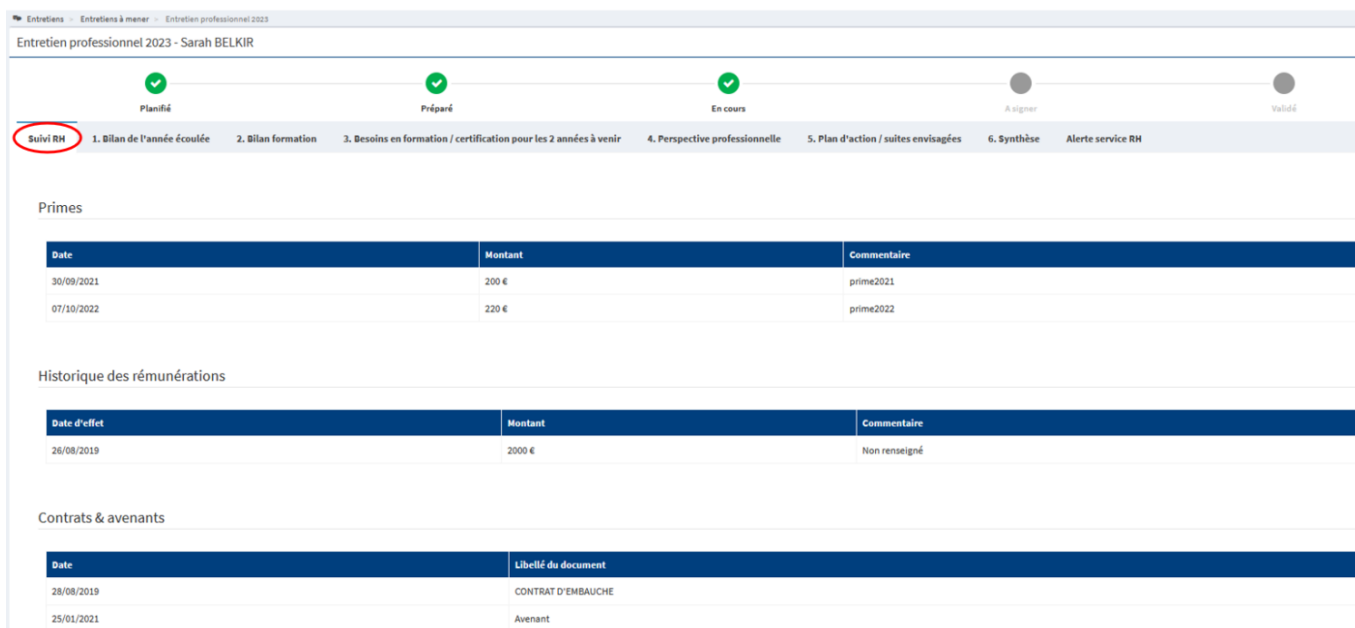 Entretiens » Entretiens à mener » Entretien professionnel 2023
Entretien professionnel 2023 - Sarah BELKIR
Planifié Préparé En cours A signer Validé
Suivi RH 1. Bilan de l'année écoulée 2. Bilan formation 3. Besoins en formation / certification pour les 2 années à venir 4. Perspective professionnelle 5. Plan d'action / suites envisagées 6. Synthèse Alerte service RH
Primes
Date Montant Commentaire
30/09/2021 200 € prime2021
07/10/2022 220 € prime2022
Historique des rémunérations
Date d'effet Montant Commentaire
26/08/2019 2000 € Non renseigné
Contrats & avenants
Date Libellé du document
28/08/2019 CONTRAT D'EMBAUCHE
25/01/2021 Avenant